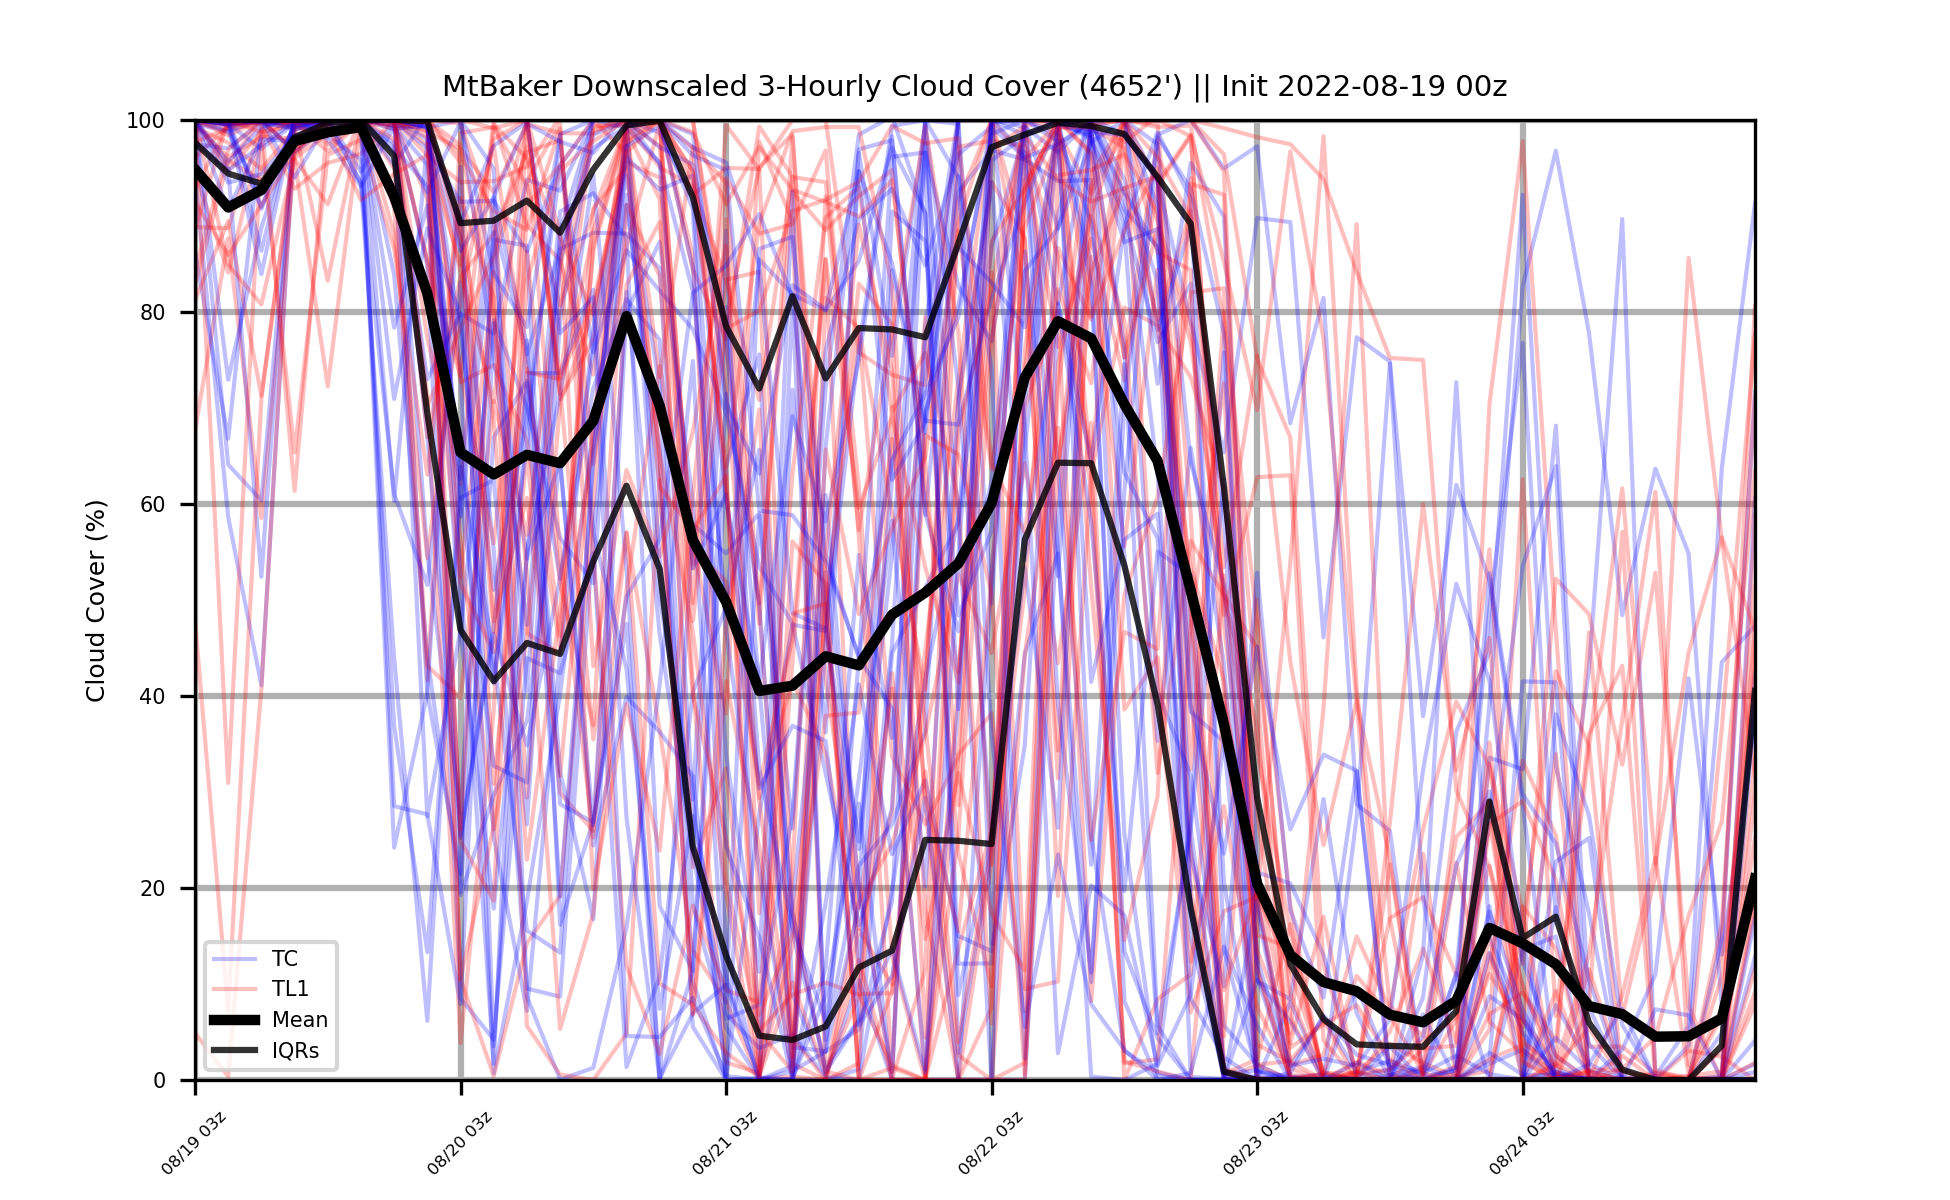 MtBaker Downscaled 3-Hourly Cloud Cover (4652') || Init 2022-08-19 00z
Cloud Cover (%)
100
80
60
40
20
0
TC
TL1
Mean
IQRs
08/19 03z
08/20 03z
08/21 03z
08/22 03z
08/23 03z
08/24 03z